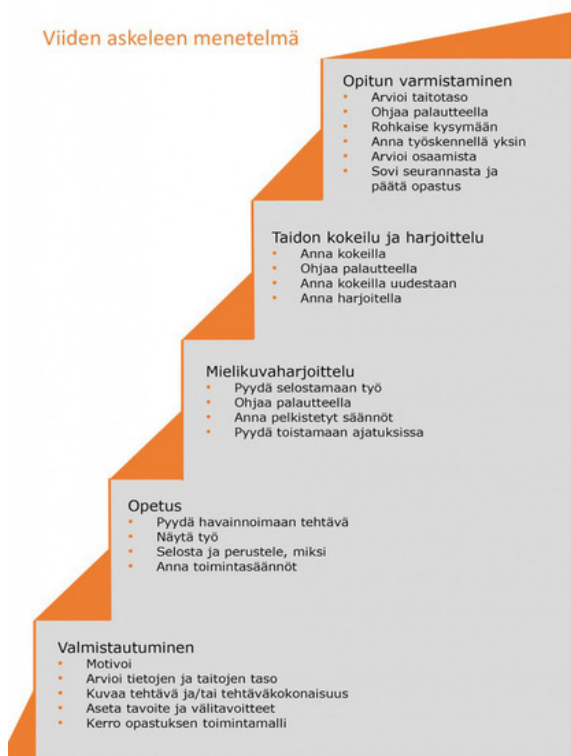 Viiden askeleen menetelmä
Opitun varmistaminen
• Arvioi taitotaso
• Ohjaa palautteella
• Rohkaise kysymään
• Anna työskennellä yksin
• Arvioi osaamista
• Sovi seurannasta ja
päätä opastus
Taidon kokeilu ja harjoittelu
• Anna kokeilla
• Ohjaa palautteella
• Anna kokeilla uudestaan
• Anna harjoitella
Mielikuvaharjoittelu
• Pyydä selostamaan työ
• Ohjaa palautteella
• Anna pelkistetyt säännöt
• Pyydä toistamaan ajatuksissa
Opetus
• Pyydä havainnoimaan tehtävä
• Näytä työ
• Selosta ja perustele, miksi
• Anna toimintasäännöt
Valmistautuminen
• Motivoi
• Arvioi tietojen ja taitojen taso
• Kuvaa tehtävä ja/tai tehtäväkokonaisuus
• Aseta tavoite ja välitavoitteet
• Kerro opastuksen toimintamalli